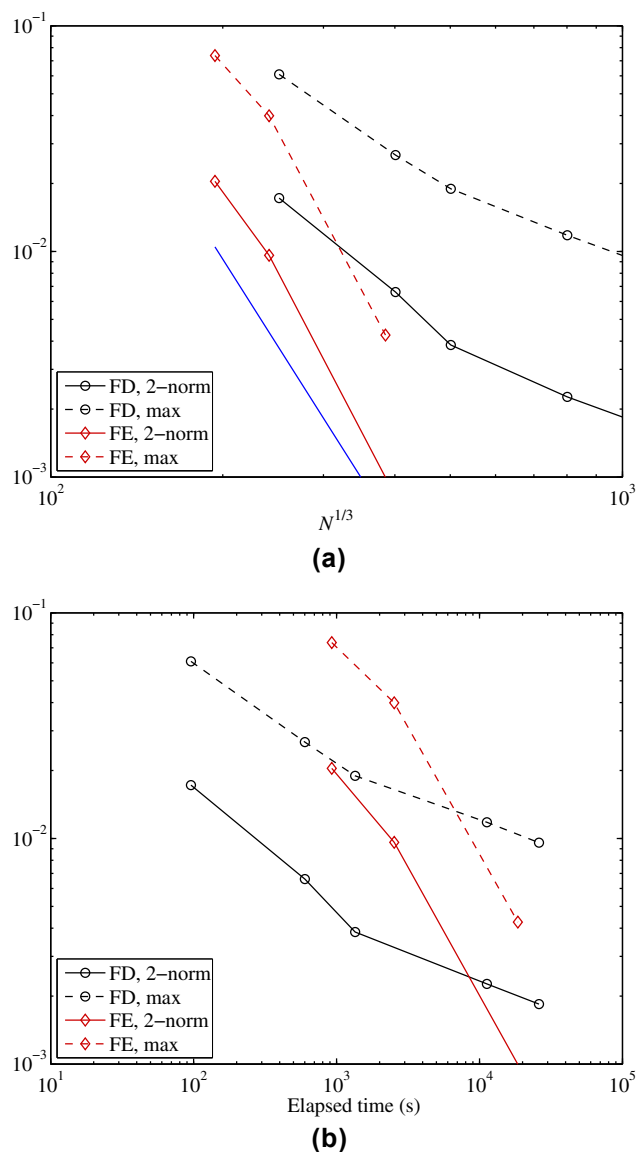 10^−1
10^−2
10^−3
FD, 2−norm
FD, max
FE, 2−norm
FE, max
10^2
10^3
N^1/3
(a)
10^−1
10^−2
10^−3
FD, 2−norm
FD, max
FE, 2−norm
FE, max
10^1
10^2
10^3
10^4
10^5
Elapsed time (s)
(b)